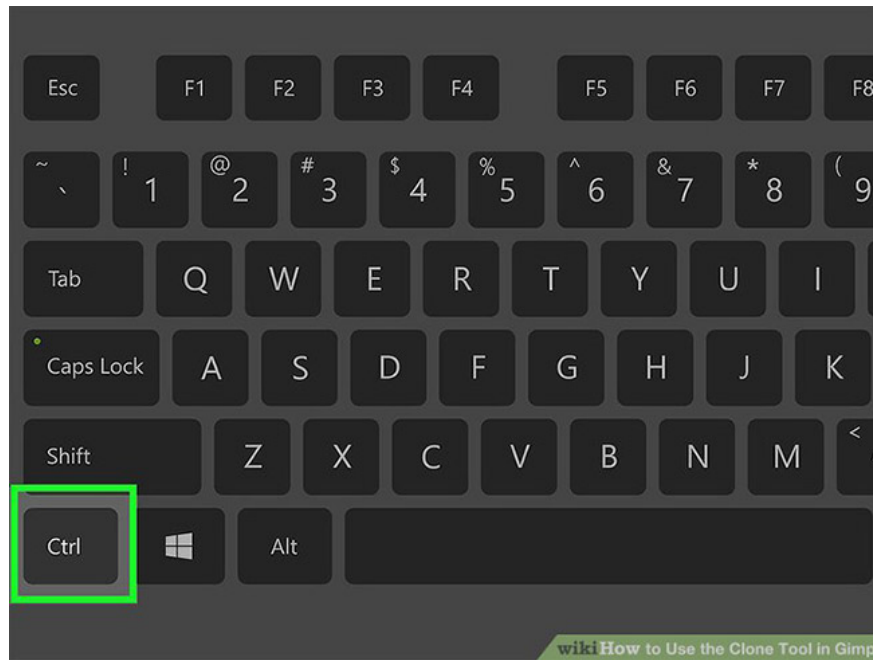 Esc F1 F2 F3 F4 F5 F6 F7 F8
~ ` ! 1 @ 2 # 3 $ 4 % 5 ^ 6 & 7 * 8 ( 9
Tab Q W E R T Y U I
Caps Lock A S D F G H J K
Shift Z X C V B N M <
Ctrl Alt
wikiHow to Use the Clone Tool in Gimp